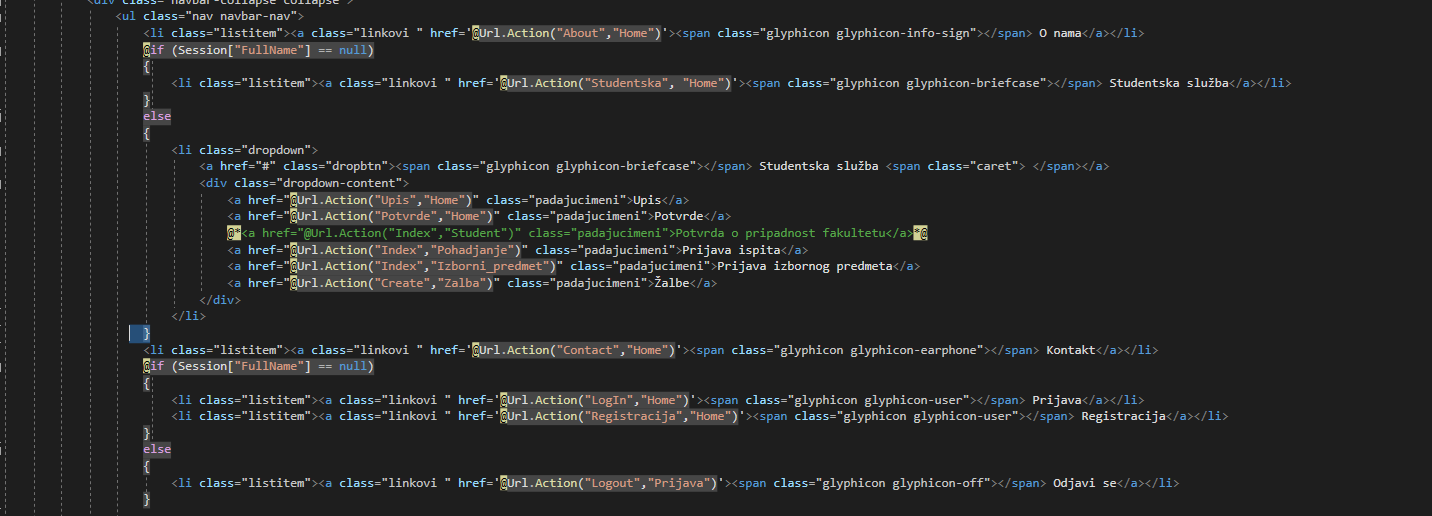 <div class="navbar-collapse collapse">
<ul class="nav navbar-nav">
<li class="listitem"><a class="linkovi " href='@Url.Action("About","Home")'><span class="glyphicon glyphicon-info-sign"></span> O nama</a></li>
@if (Session["FullName"] == null)
{
<li class="listitem"><a class="linkovi " href='@Url.Action("Studentska", "Home")'><span class="glyphicon glyphicon-briefcase"></span> Studentska služba</a></li>
}
else
{
<li class="dropdown">
<a href="#" class="dropbtn"><span class="glyphicon glyphicon-briefcase"></span> Studentska služba <span class="caret"> </span></a>
<div class="dropdown-content">
<a href="@Url.Action("Upis","Home")" class="padajucimeni">Upis</a>
<a href="@Url.Action("Potvrde","Home")" class="padajucimeni">Potvrde</a>
@*<a href="@Url.Action("Index","Student")" class="padajucimeni">Potvrda o pripadnost fakultetu</a>*@
<a href="@Url.Action("Index","Pohadjanje")" class="padajucimeni">Prijava ispita</a>
<a href="@Url.Action("Index","Izborni_predmet")" class="padajucimeni">Prijava izbornog predmeta</a>
<a href="@Url.Action("Create","Zalba")" class="padajucimeni">Žalbe</a>
</div>
</li>
}
<li class="listitem"><a class="linkovi " href='@Url.Action("Contact","Home")'><span class="glyphicon glyphicon-earphone"></span> Kontakt</a></li>
@if (Session["FullName"] == null)
{
<li class="listitem"><a class="linkovi " href='@Url.Action("LogIn","Home")'><span class="glyphicon glyphicon-user"></span> Prijava</a></li>
<li class="listitem"><a class="linkovi " href='@Url.Action("Registracija","Home")'><span class="glyphicon glyphicon-user"></span> Registracija</a></li>
}
else
{
<li class="listitem"><a class="linkovi " href='@Url.Action("Logout","Prijava")'><span class="glyphicon glyphicon-off"></span> Odjavi se</a></li>
}